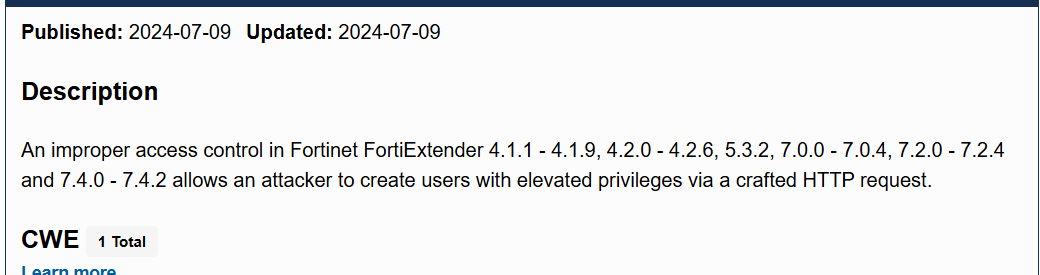 Published: 2024-07-09 Updated: 2024-07-09
Description
An improper access control in Fortinet FortiExtender 4.1.1 - 4.1.9, 4.2.0 - 4.2.6, 5.3.2, 7.0.0 - 7.0.4, 7.2.0 - 7.2.4
and 7.4.0 - 7.4.2 allows an attacker to create users with elevated privileges via a crafted HTTP request.
CWE 1 Total
Learn more